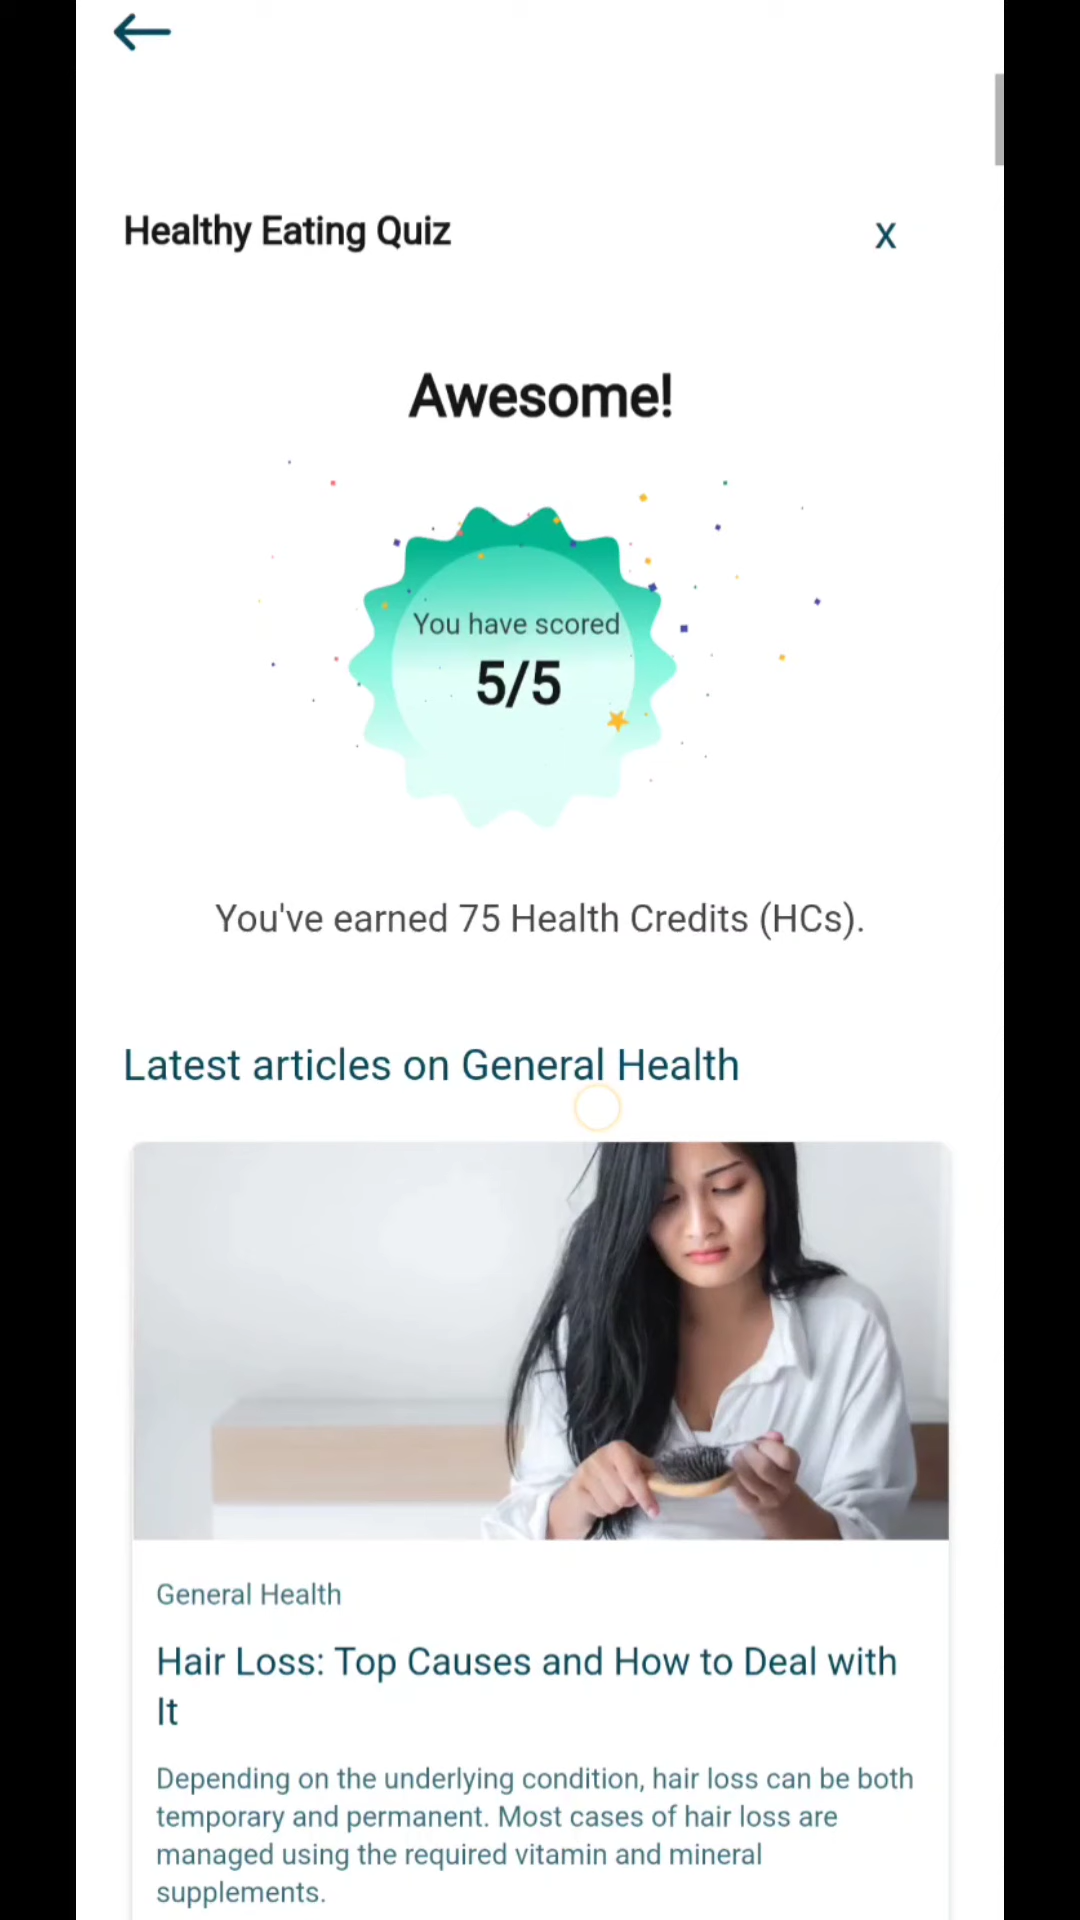 Healthy Eating Quiz
X
Awesome!
You have scored
5/5
You've earned 75 Health Credits (HCs).
Latest articles on General Health
General Health
Hair Loss: Top Causes and How to Deal with
It
Depending on the underlying condition, hair loss can be both
temporary and permanent. Most cases of hair loss are
managed using the required vitamin and mineral
supplements.